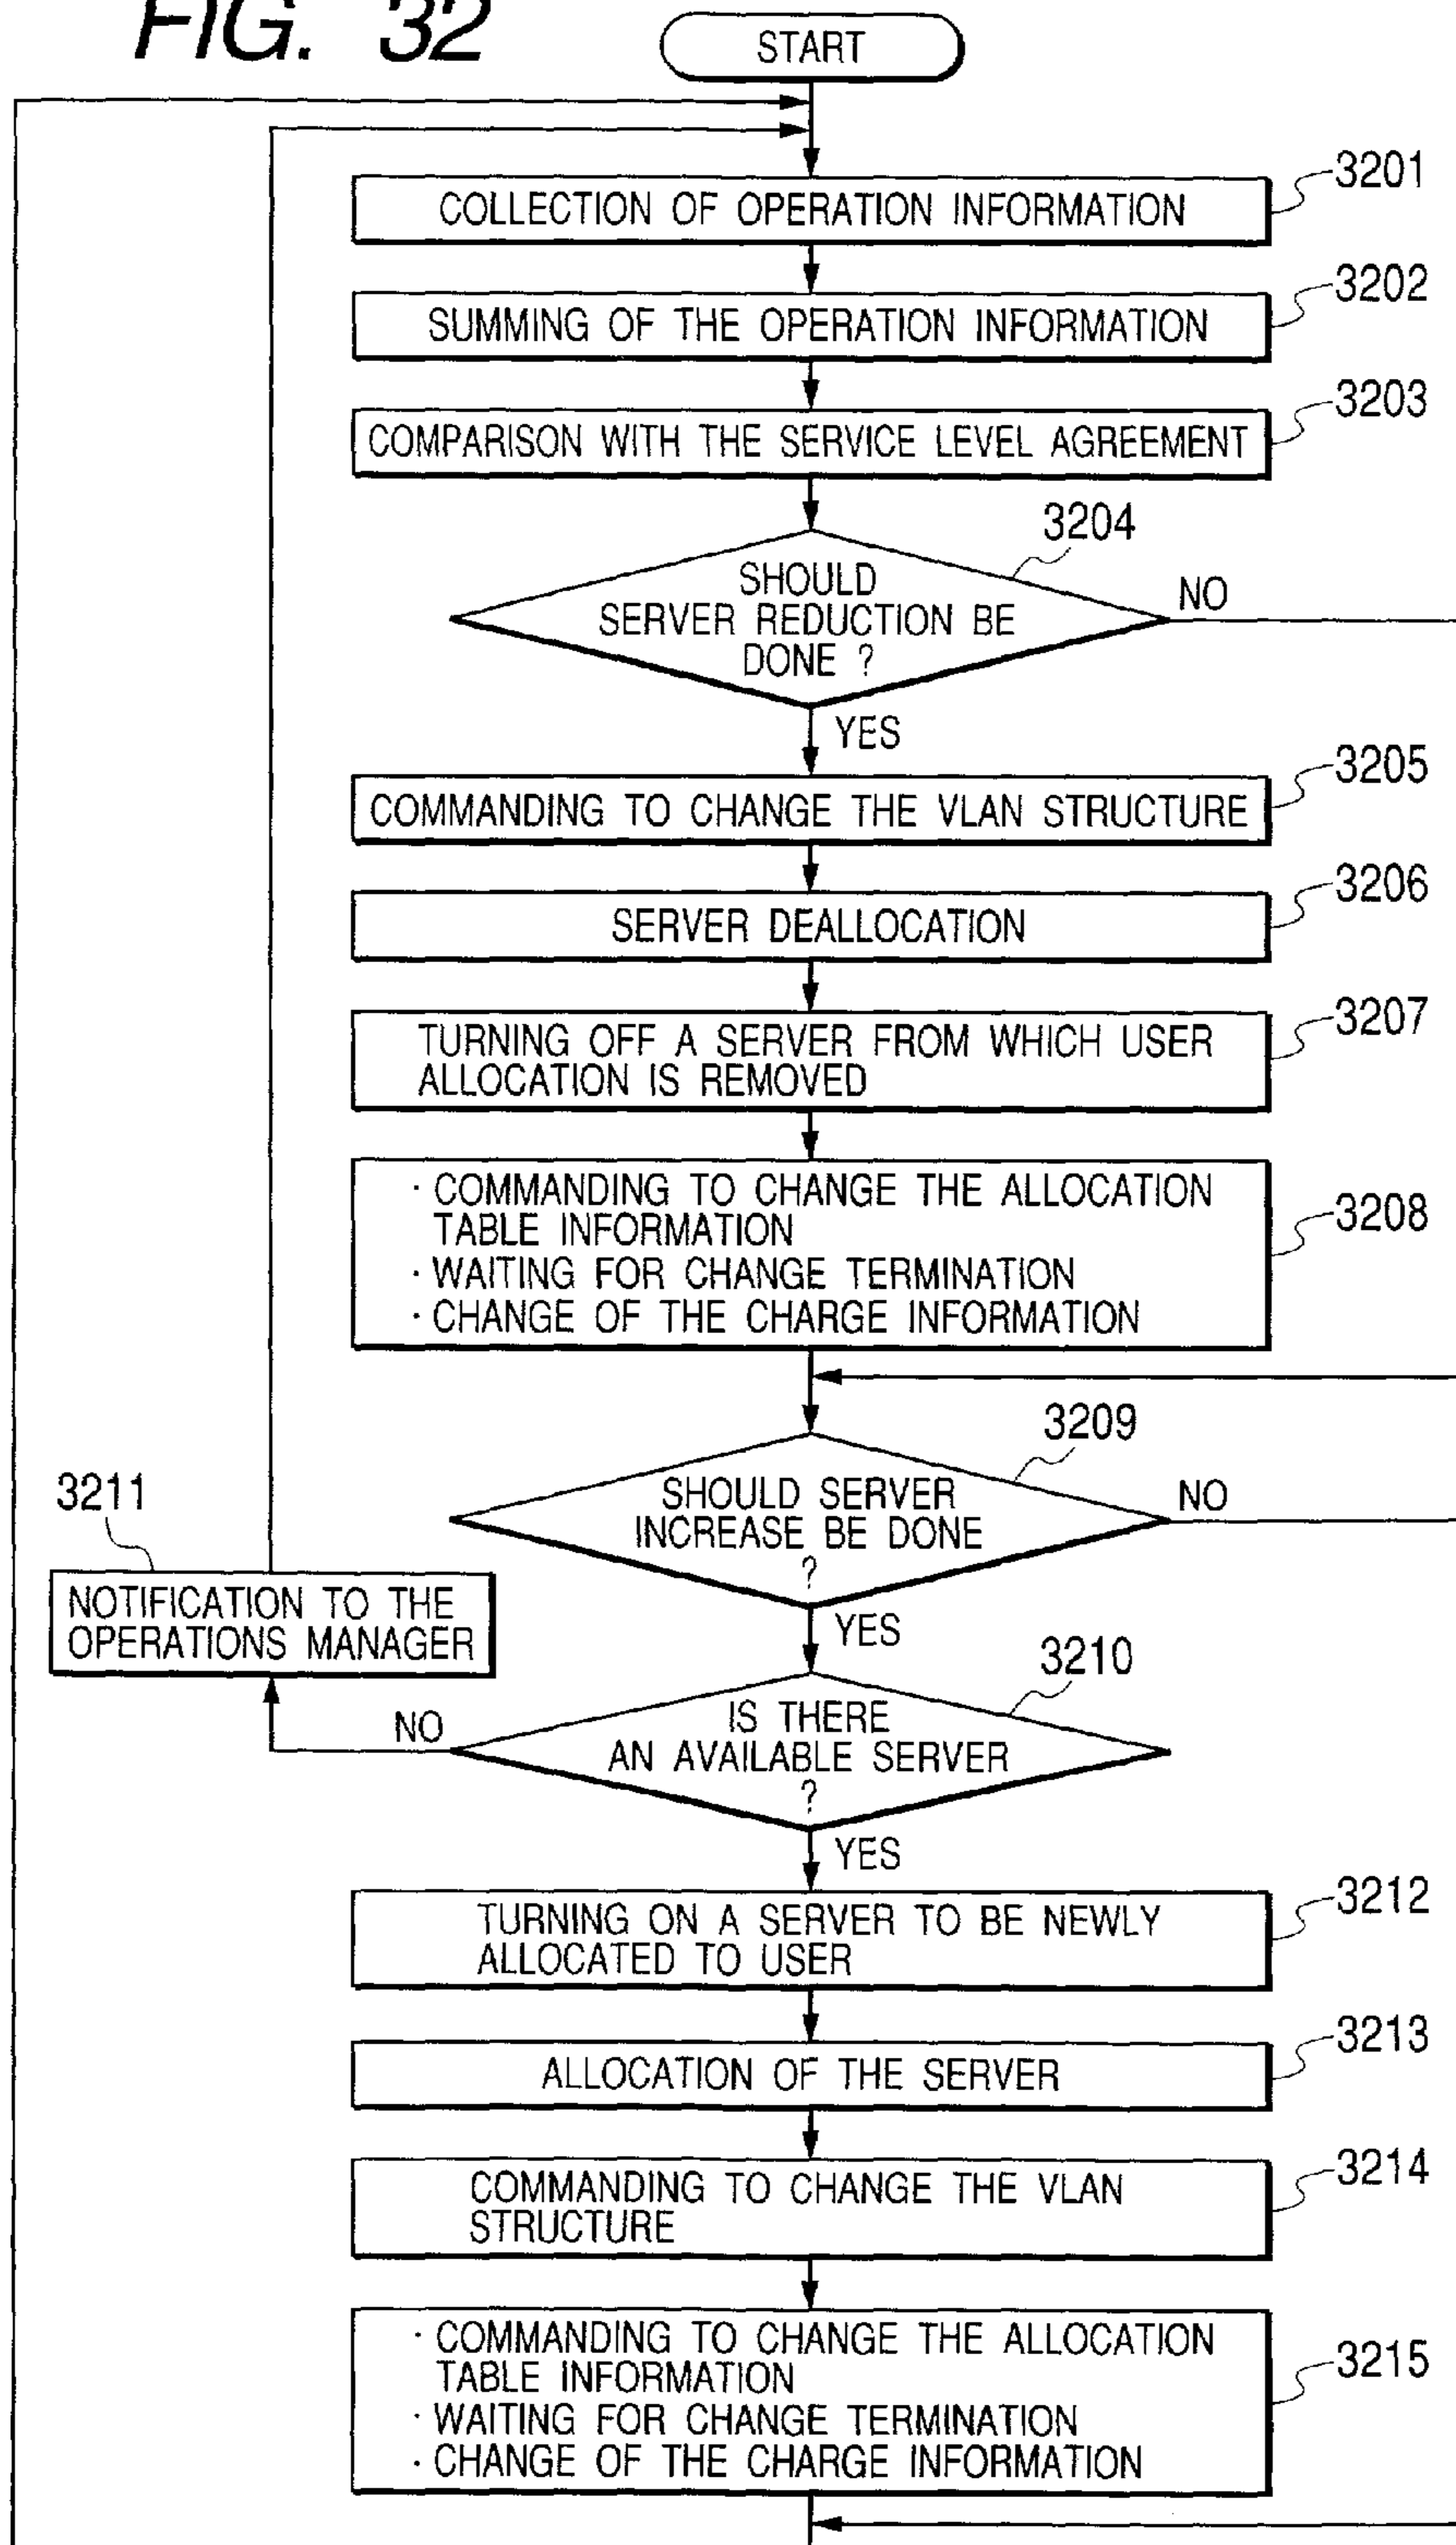 FIG. 32
START
3201
COLLECTION OF OPERATION INFORMATION
3202
SUMMING OF THE OPERATION INFORMATION
3203
COMPARISON WITH THE SERVICE LEVEL AGREEMENT
3204
SHOULD
SERVER REDUCTION BE
DONE ?
NO
YES
3205
COMMANDING TO CHANGE THE VLAN STRUCTURE
3206
SERVER DEALLOCATION
3207
TURNING OFF A SERVER FROM WHICH USER
ALLOCATION IS REMOVED
3208
· COMMANDING TO CHANGE THE ALLOCATION
TABLE INFORMATION
· WAITING FOR CHANGE TERMINATION
· CHANGE OF THE CHARGE INFORMATION
3209
SHOULD SERVER
INCREASE BE DONE
?
NO
YES
3211
NOTIFICATION TO THE
OPERATIONS MANAGER
3210
IS THERE
AN AVAILABLE SERVER
?
NO
YES
3212
TURNING ON A SERVER TO BE NEWLY
ALLOCATED TO USER
3213
ALLOCATION OF THE SERVER
3214
COMMANDING TO CHANGE THE VLAN
STRUCTURE
3215
· COMMANDING TO CHANGE THE ALLOCATION
TABLE INFORMATION
· WAITING FOR CHANGE TERMINATION
· CHANGE OF THE CHARGE INFORMATION